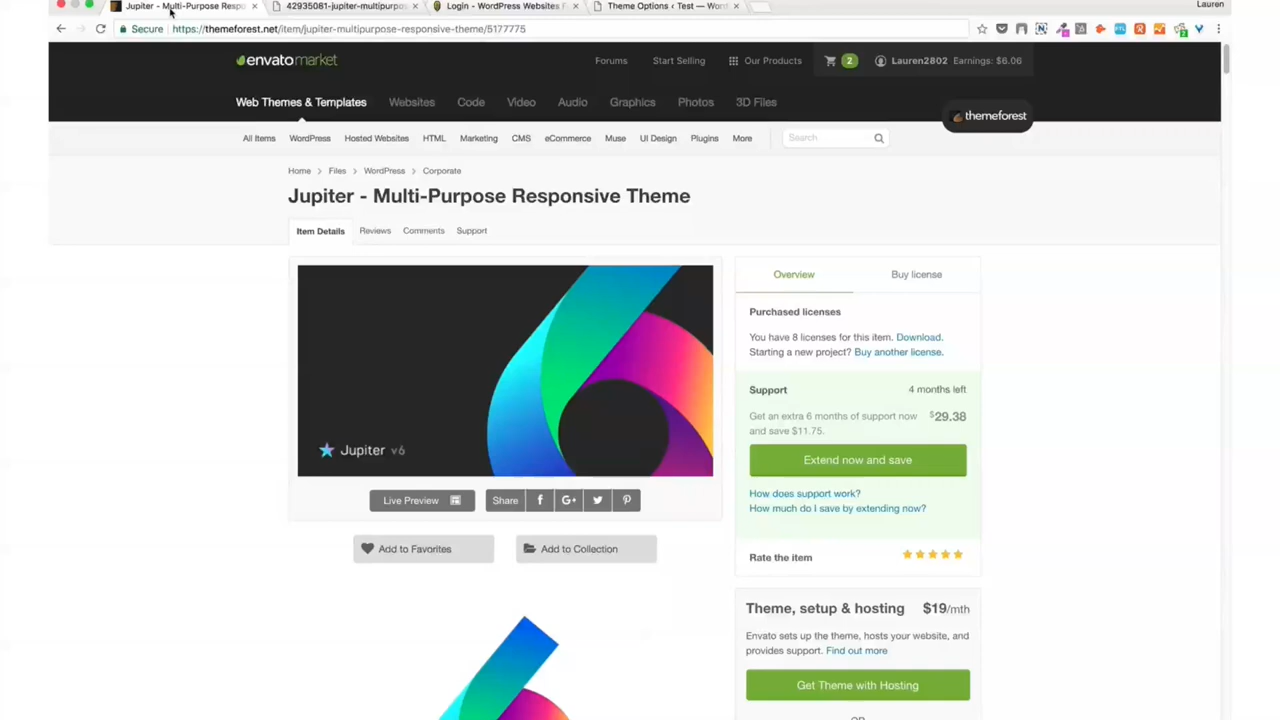 Jupiter - Multi-Purpose Respo
42935081-jupiter-multipurpos
Login - WordPress Websites F
Theme Options ‹ Test — Word
Lauren
Secure https://themeforest.net/item/jupiter-multipurpose-responsive-theme/5177775
envatomarket
Forums
Start Selling
Our Products
2
Lauren2802 Earnings: $6.06
Web Themes & Templates
Websites
Code
Video
Audio
Graphics
Photos
3D Files
themeforest
All Items
WordPress
Hosted Websites
HTML
Marketing
CMS
eCommerce
Muse
UI Design
Plugins
More
Search
Home > Files > WordPress > Corporate
Jupiter - Multi-Purpose Responsive Theme
Item Details
Reviews
Comments
Support
Jupiter v6
Live Preview
Share
Add to Favorites
Add to Collection
Overview
Buy license
Purchased licenses
You have 8 licenses for this item. Download.
Starting a new project? Buy another license.
Support
4 months left
Get an extra 6 months of support now
and save $11.75.
$29.38
Extend now and save
How does support work?
How much do I save by extending now?
Rate the item
Theme, setup & hosting $19/mth
Envato sets up the theme, hosts your website, and
provides support. Find out more
Get Theme with Hosting